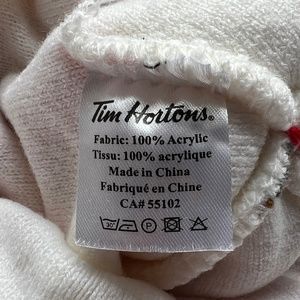 Tim Hortons®
Fabric: 100% Acrylic
Tissu: 100% acrylique
Made in China
Fabriqué en Chine
CA# 55102